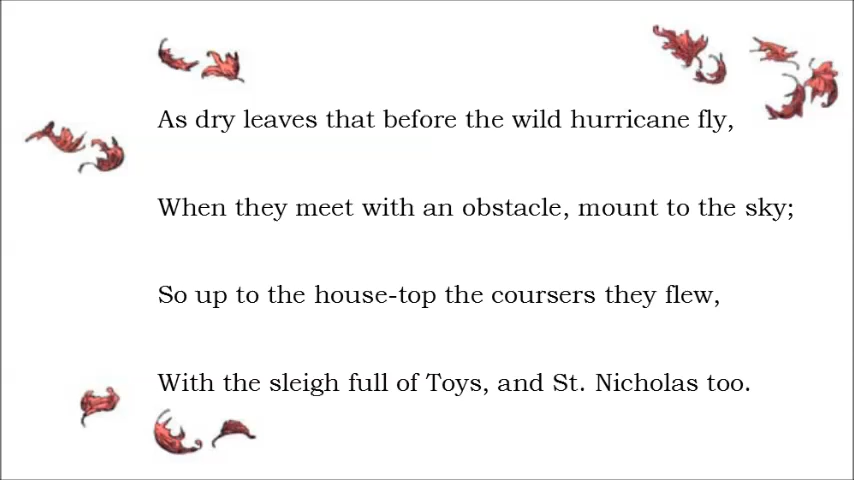 As dry leaves that before the wild hurricane fly,
When they meet with an obstacle, mount to the sky;
So up to the house-top the coursers they flew,
With the sleigh full of Toys, and St. Nicholas too.